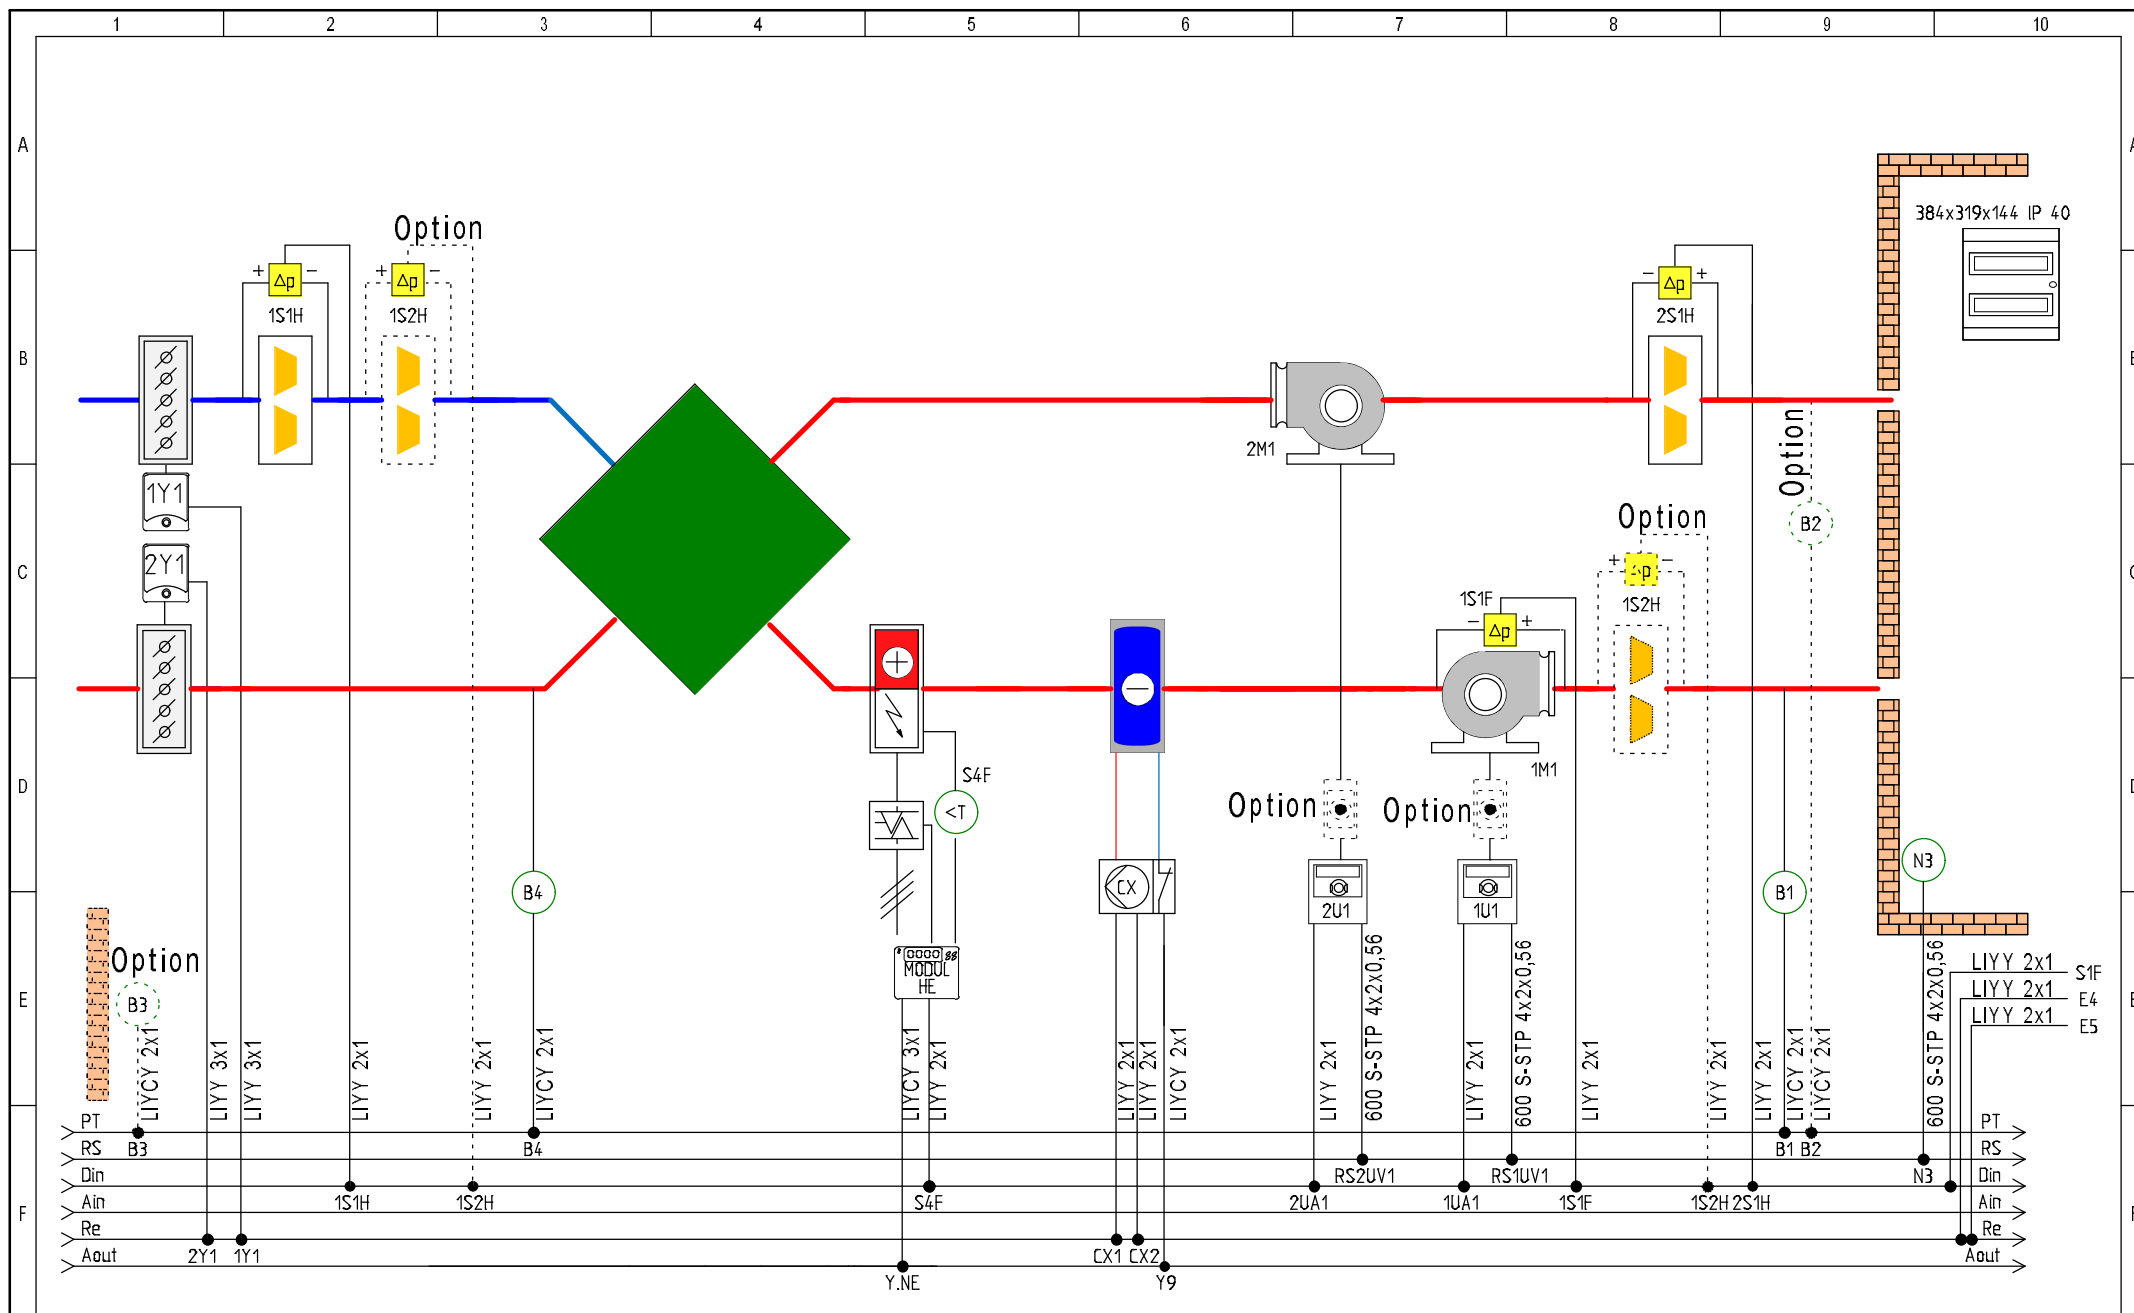 1 2 3 4 5 6 7 8 9 10
A
384x319x144 IP 40
Option
+ Δp - + Δp - - Δp +
1S1H 1S2H 2S1H
B
2M1
Option
1Y1
Option
B2
2Y1
C
+ Δp -
1S1F 1S2H
- Δp +
1M1
S4F
D
<T
Option Option
N3
B4 CX B1
2U1 1U1
MODUL
HE
Option
B3
E
LIYY 2x1 S1F
LIYY 2x1 E4
LIYY 2x1 E5
LIYCY 2x1
LIYY 3x1
LIYY 3x1
LIYY 2x1
LIYY 2x1
LIYCY 2x1
LIYCY 3x1
LIYY 2x1
LIYY 2x1
LIYY 2x1
LIYCY 2x1
LIYY 2x1
600 S-STP 4x2x0,56
LIYY 2x1
600 S-STP 4x2x0,56
LIYY 2x1
LIYY 2x1
LIYY 2x1
LIYCY 2x1
LIYCY 2x1
600 S-STP 4x2x0,56
PT PT
B3 B4 B1 B2
RS RS
RS2UV1 RS1UV1 N3
Din Din
1S1H 1S2H S4F 2UA1 1UA1 1S1F 1S2H 2S1H
F
Ain Ain
Re Re
2Y1 1Y1 CX1 CX2
Aout Aout
Y.NE Y9